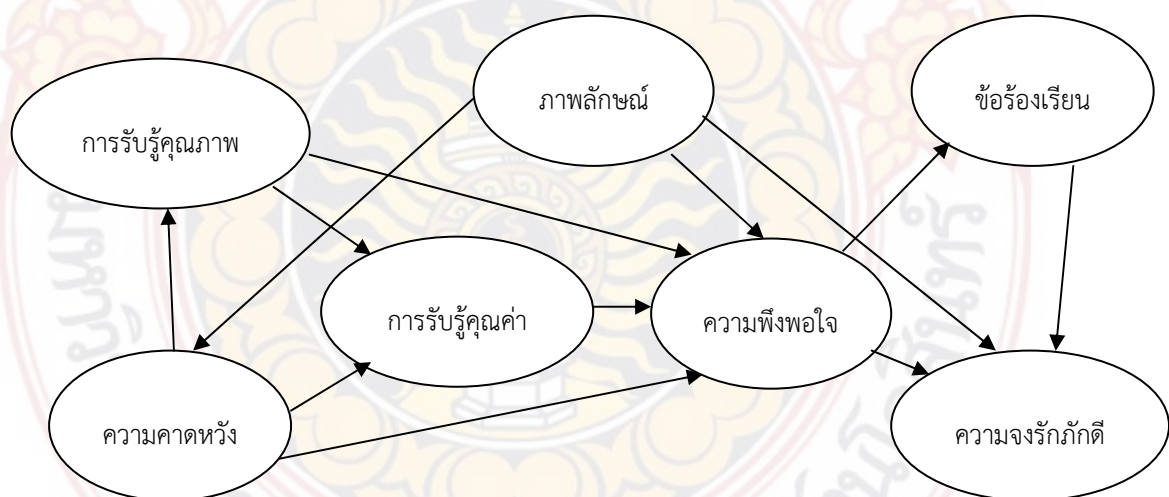 ภาพลักษณ์
ข้อร้องเรียน
การรับรู้คุณภาพ
การรับรู้คุณค่า
ความพึงพอใจ
ความคาดหวัง
ความจงรักภักดี